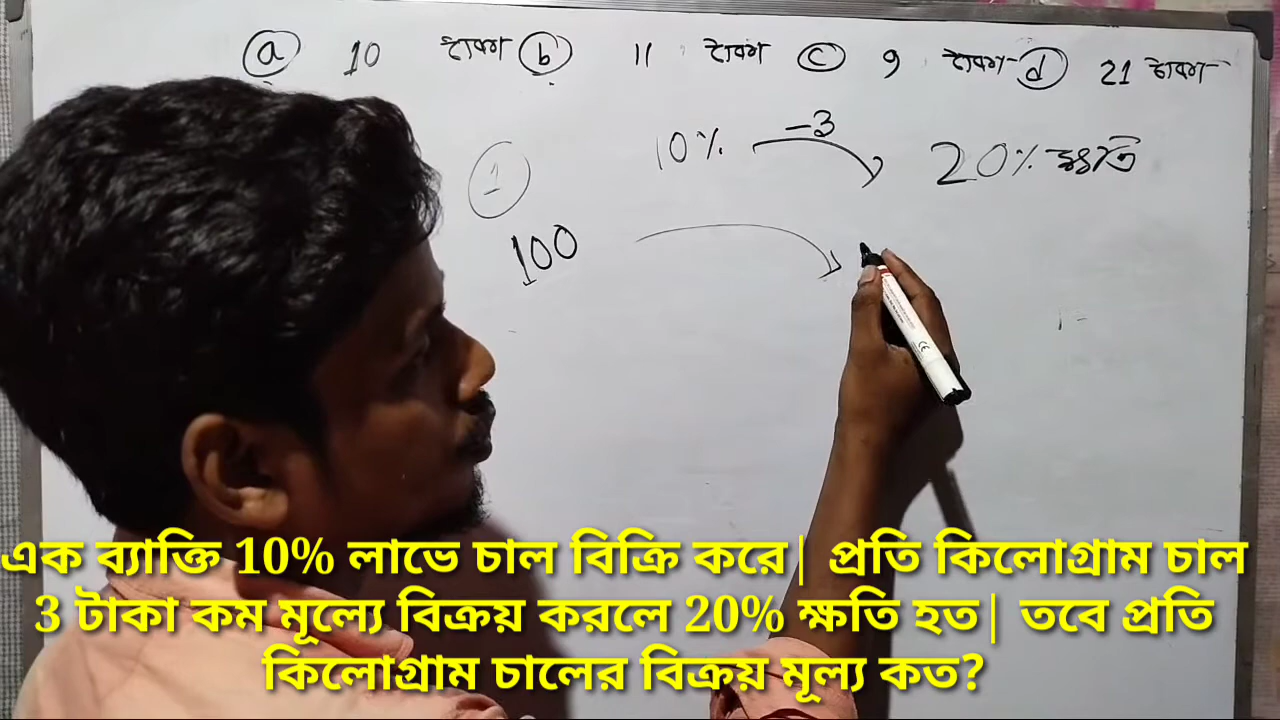 ⓐ 10 টাকা ⓑ 11 টাকা ⓒ 9 টাকা ⓓ 21 টাকা
10% -3 20% ক্ষতি
1
100
এক ব্যাক্তি 10% লাভে চাল বিক্রি করে| প্রতি কিলোগ্রাম চাল
3 টাকা কম মূল্যে বিক্রয় করলে 20% ক্ষতি হত| তবে প্রতি
কিলোগ্রাম চালের বিক্রয় মূল্য কত?